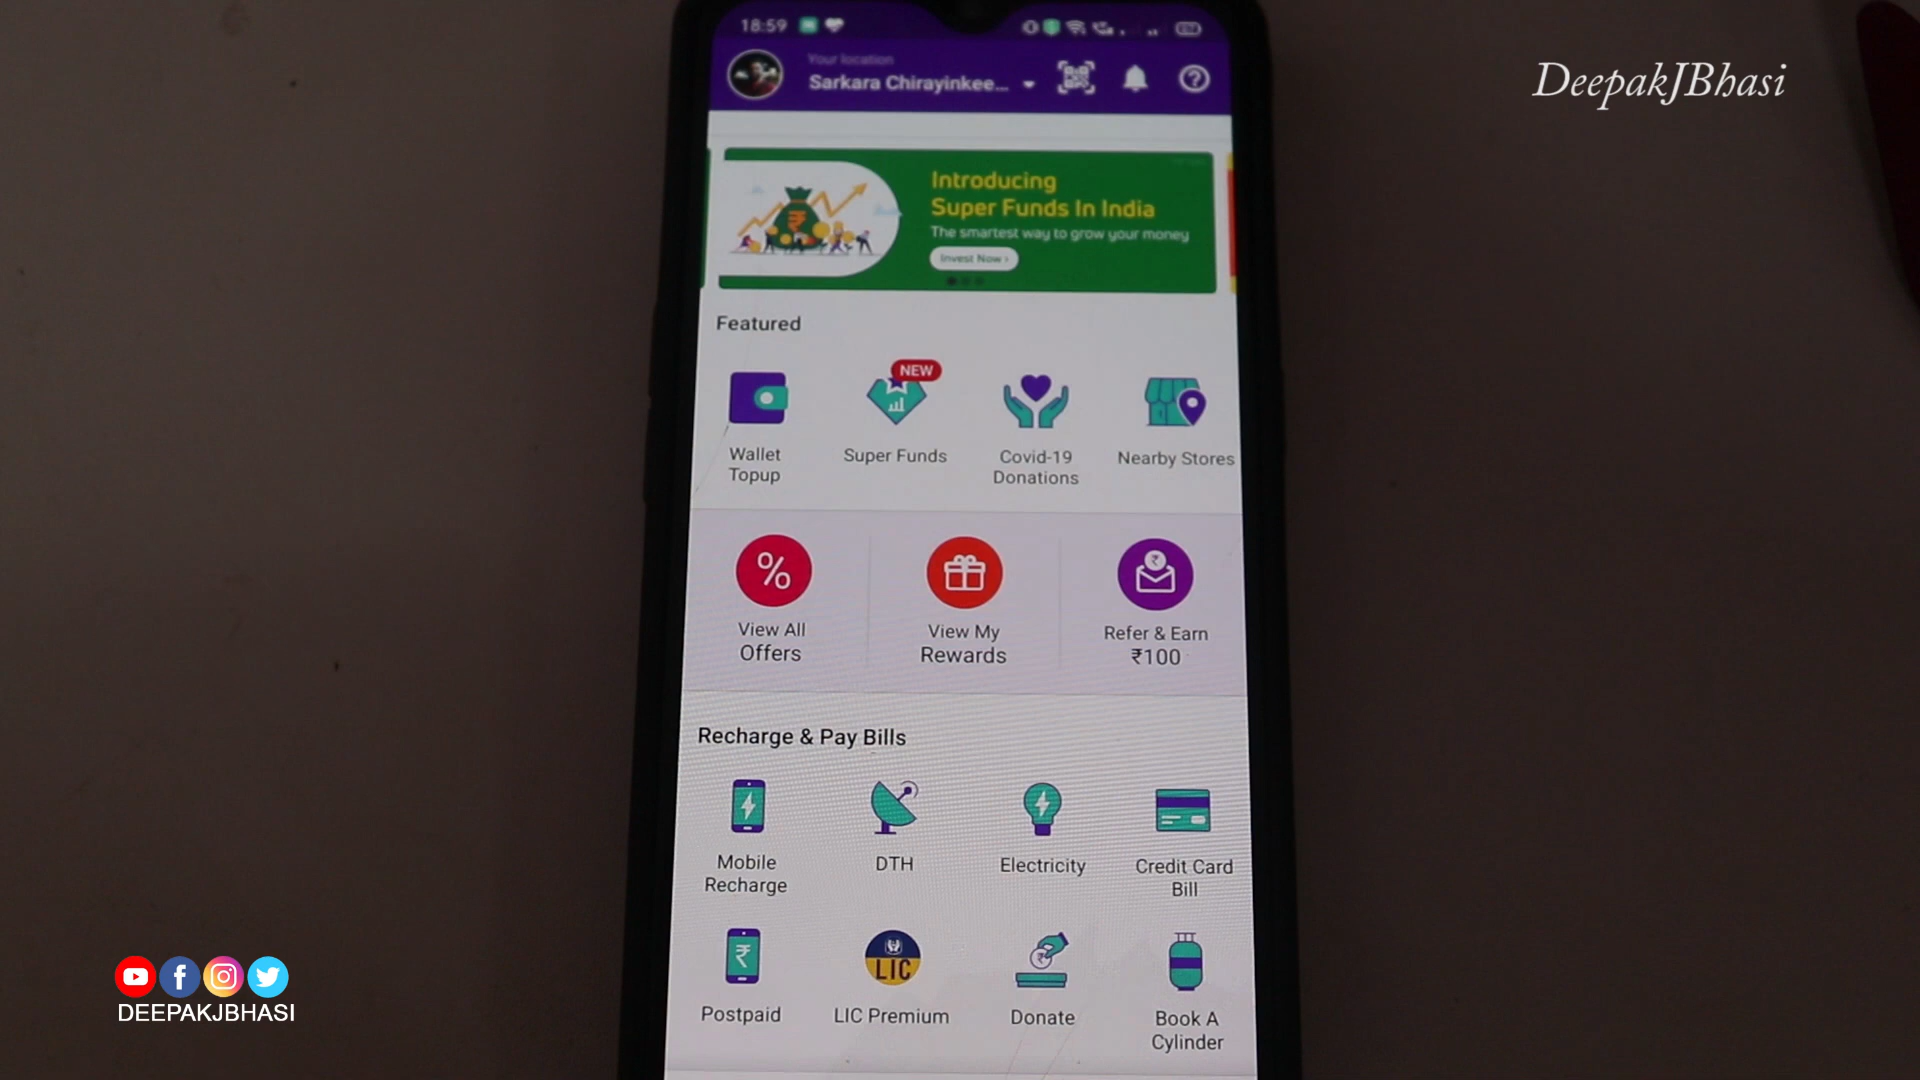 18:59
Your location
Sarkara Chirayinkee...
DeepakJBhasi
Introducing
Super Funds In India
The smartest way to grow your money
Invest Now ›
Featured
NEW
Wallet
Topup
Super Funds
Covid-19
Donations
Nearby Stores
%
View All
Offers
View My
Rewards
Refer & Earn
₹100
Recharge & Pay Bills
Mobile
Recharge
DTH
Electricity
Credit Card
Bill
LIC
Postpaid
LIC Premium
Donate
Book A
Cylinder
DEEPAKJBHASI